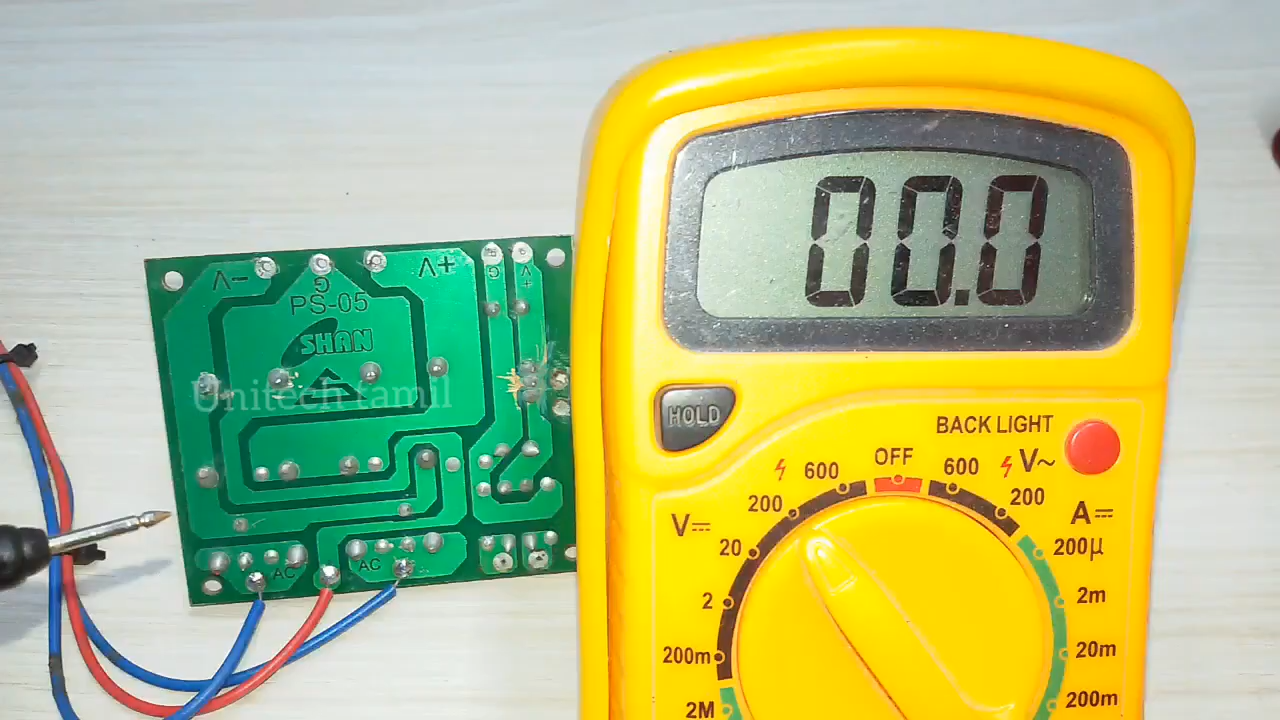 00.0
HOLD
BACK LIGHT
OFF
600
200
V⎓
20
2
200m
2M
600
V~
200
A⎓
200µ
2m
20m
200m
V-
G
V+
G
V+
PS-05
SHAN
Unitech tamil
AC
AC